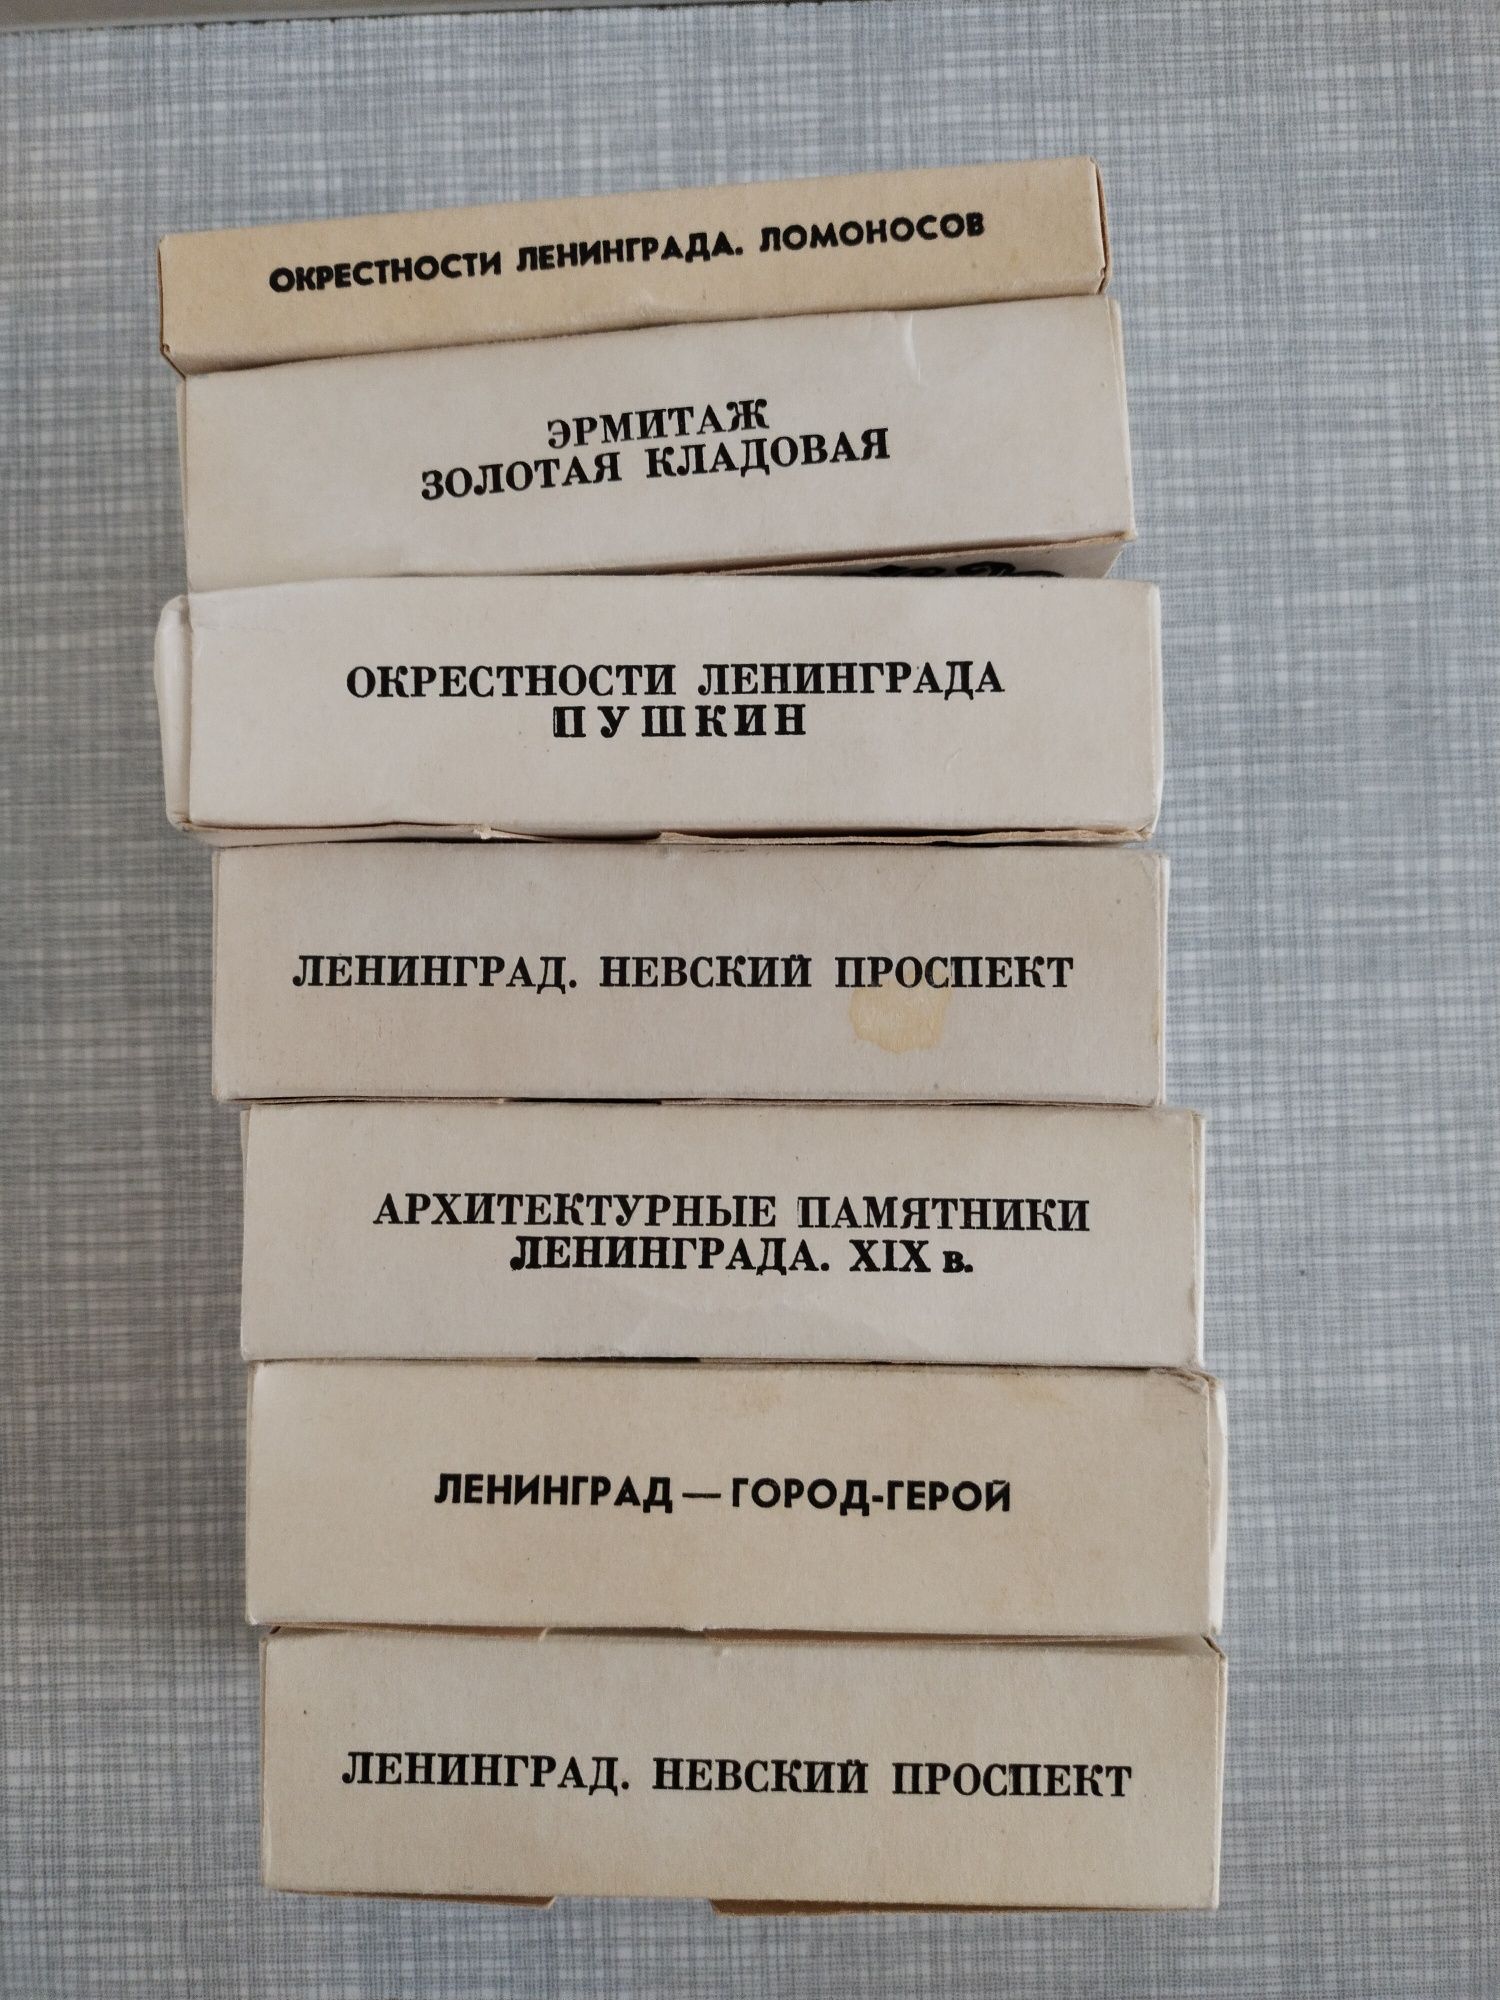 ОКРЕСТНОСТИ ЛЕНИНГРАДА. ЛОМОНОСОВ
ЭРМИТАЖ
ЗОЛОТАЯ КЛАДОВАЯ
ОКРЕСТНОСТИ ЛЕНИНГРАДА
ПУШКИН
ЛЕНИНГРАД. НЕВСКИЙ ПРОСПЕКТ
АРХИТЕКТУРНЫЕ ПАМЯТНИКИ
ЛЕНИНГРАДА. XIX в.
ЛЕНИНГРАД — ГОРОД-ГЕРОЙ
ЛЕНИНГРАД. НЕВСКИЙ ПРОСПЕКТ